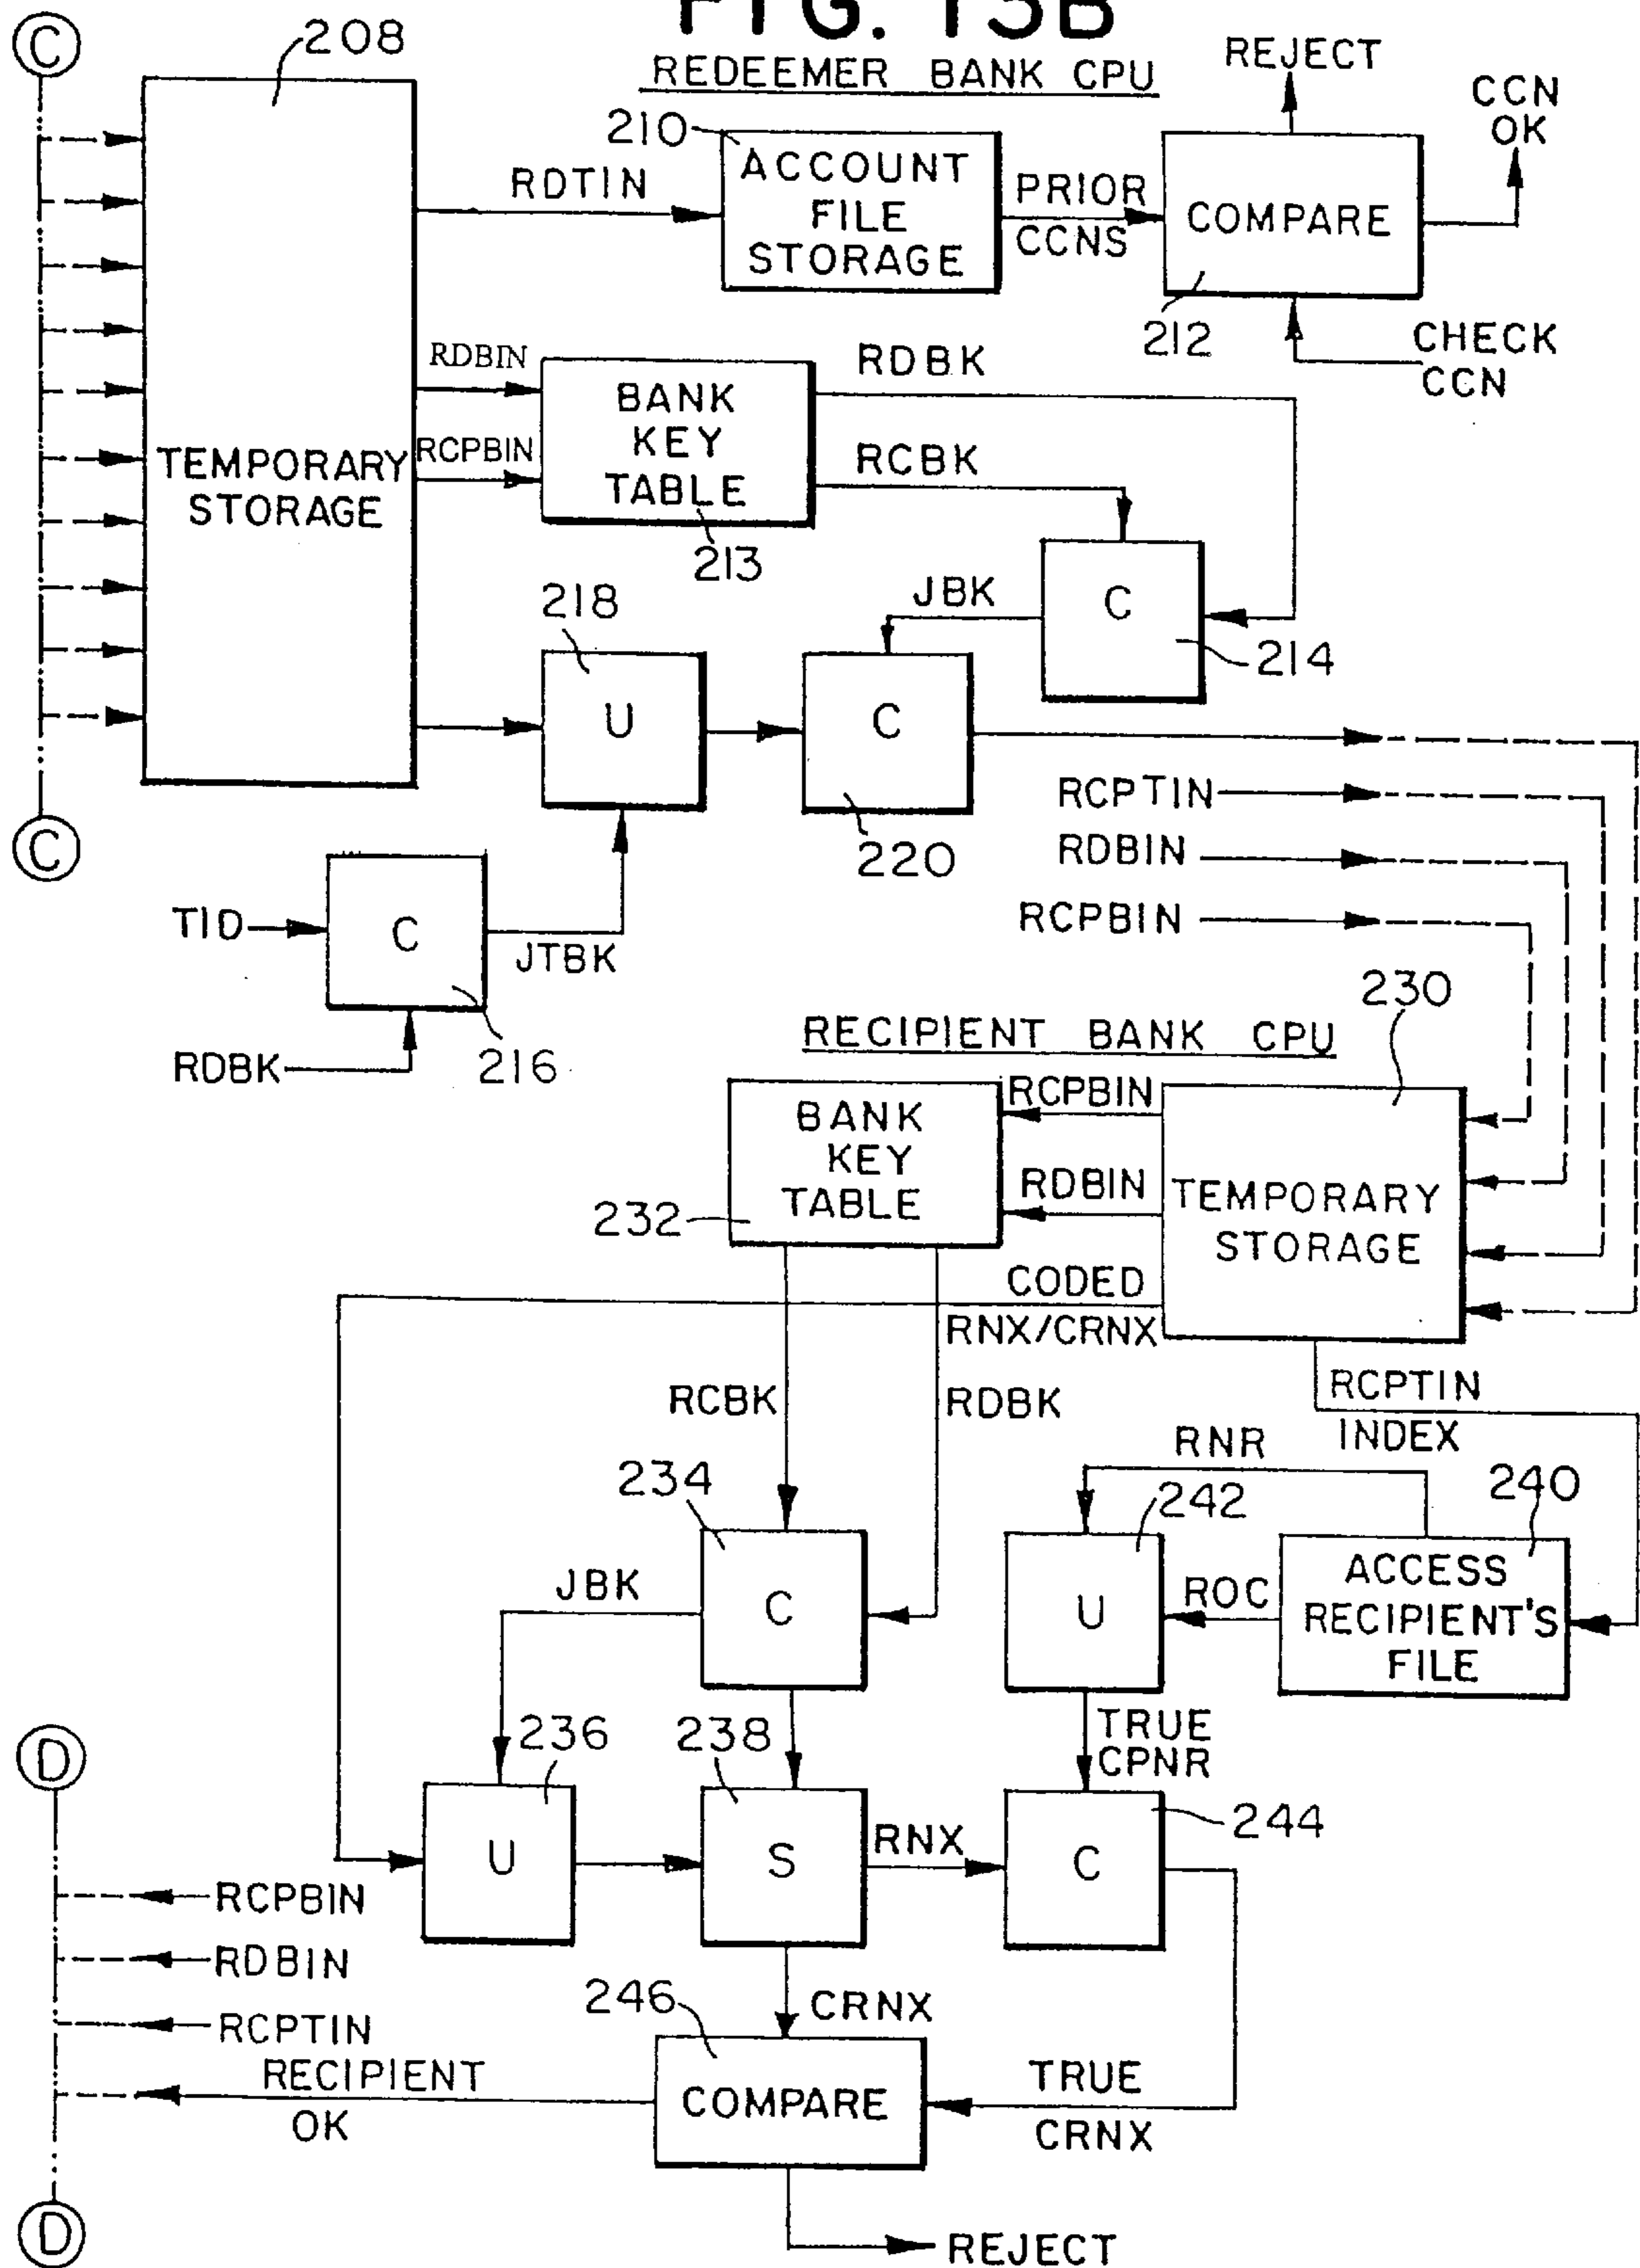 FIG. 13B
REDEEMER BANK CPU
C
208
TEMPORARY
STORAGE
C
RDTIN
210
ACCOUNT
FILE
STORAGE
PRIOR
CCNS
COMPARE
212
REJECT
CCN
OK
CHECK
CCN
RDBIN
RCPBIN
BANK
KEY
TABLE
213
RDBK
RCBK
C
214
JBK
218
U
C
220
TID
C
JTBK
RDBK
216
RCPTIN
RDBIN
RCPBIN
RECIPIENT BANK CPU
230
TEMPORARY
STORAGE
RCPBIN
RDBIN
BANK
KEY
TABLE
232
CODED
RNX/CRNX
RCPTIN
INDEX
RCBK
RDBK
RNR
240
ACCESS
RECIPIENT'S
FILE
ROC
242
U
234
C
JBK
TRUE
CPNR
236
U
238
S
RNX
C
244
D
RCPBIN
RDBIN
RCPTIN
RECIPIENT
OK
D
CRNX
246
COMPARE
TRUE
CRNX
REJECT